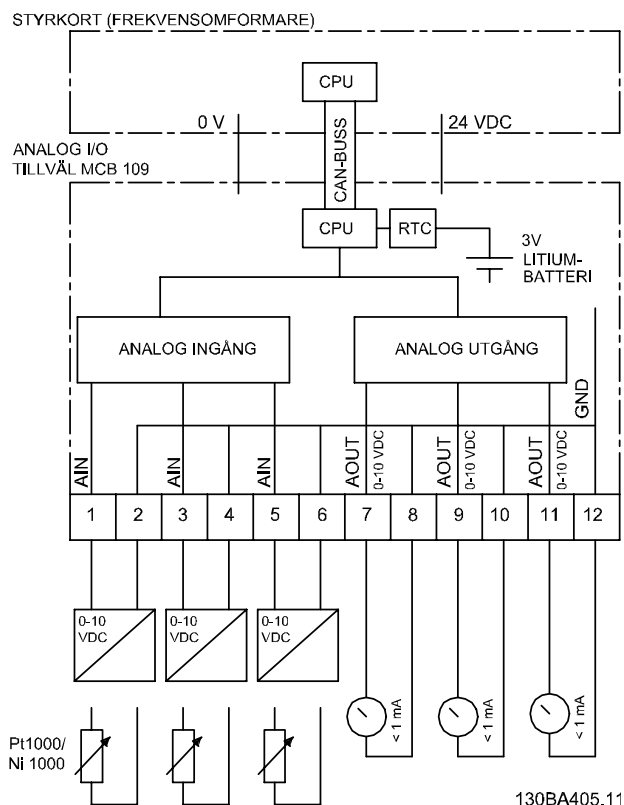 STYRKORT (FREKVENSOMFORMARE)
CPU
0 V
24 VDC
CAN-BUSS
ANALOG I/O
TILLVÄL MCB 109
CPU
RTC
3V
LITIUM-
BATTERI
ANALOG INGÅNG
ANALOG UTGÅNG
GND
AIN
AIN
AIN
AOUT
0-10 VDC
AOUT
0-10 VDC
AOUT
0-10 VDC
1 2 3 4 5 6 7 8 9 10 11 12
0-10
VDC
0-10
VDC
0-10
VDC
< 1 mA
< 1 mA
< 1 mA
Pt1000/
Ni 1000
130BA405.11